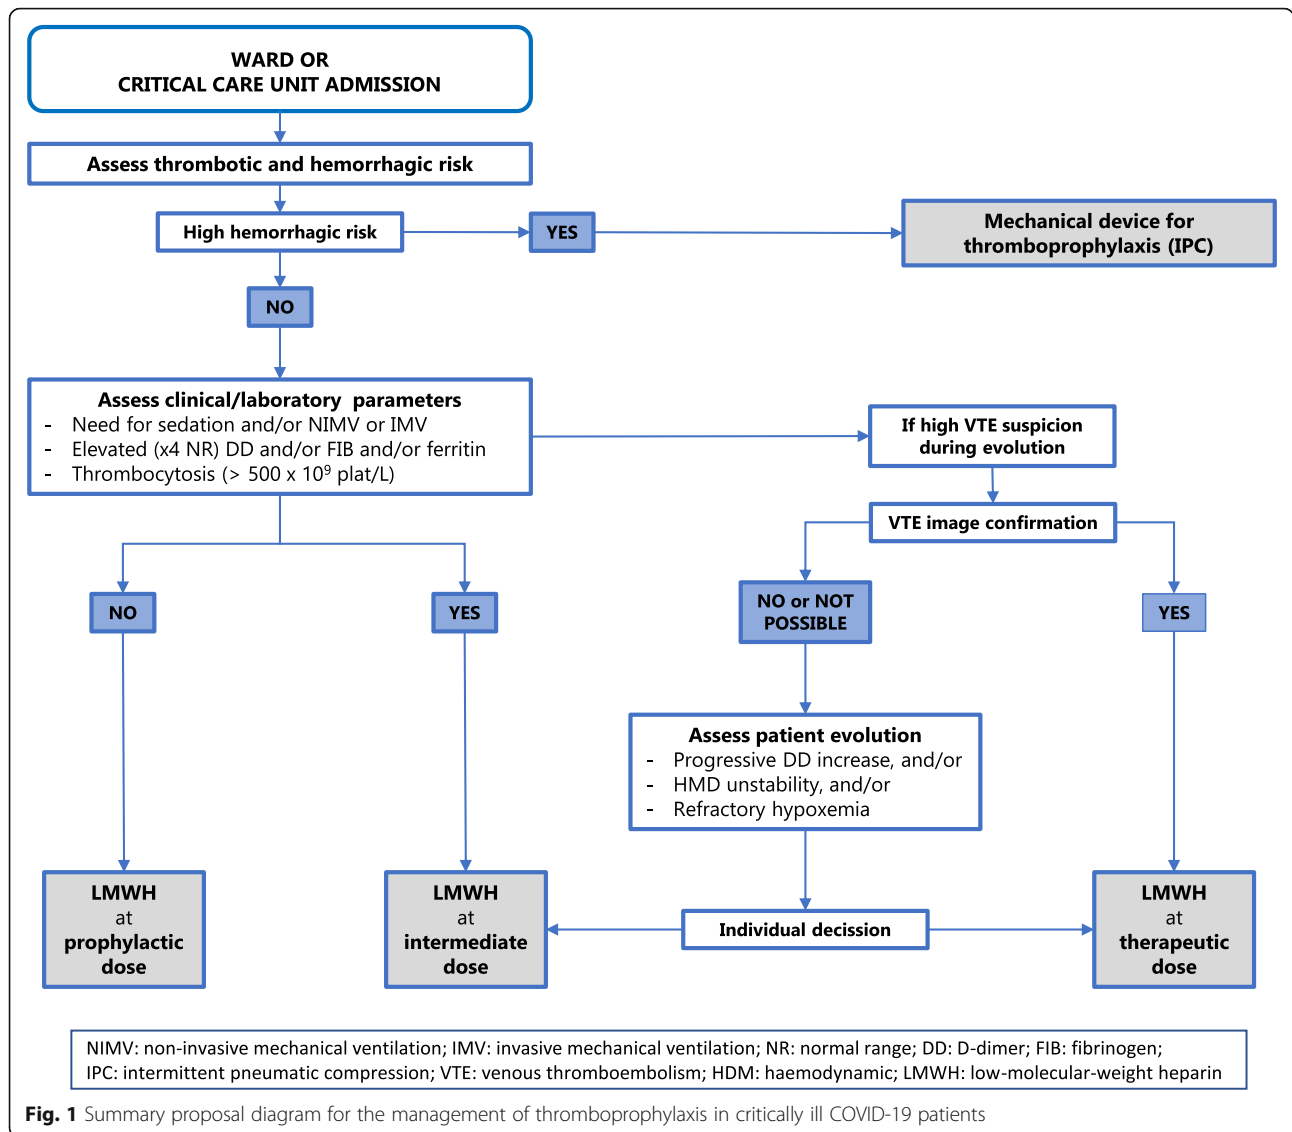 WARD OR
CRITICAL CARE UNIT ADMISSION
Assess thrombotic and hemorrhagic risk
High hemorrhagic risk
YES
Mechanical device for
thromboprophylaxis (IPC)
NO
Assess clinical/laboratory parameters
- Need for sedation and/or NIMV or IMV
- Elevated (x4 NR) DD and/or FIB and/or ferritin
- Thrombocytosis (> 500 x 10⁹ plat/L)
If high VTE suspicion
during evolution
VTE image confirmation
NO
YES
NO or NOT
POSSIBLE
YES
Assess patient evolution
- Progressive DD increase, and/or
- HMD unstability, and/or
- Refractory hypoxemia
LMWH
at
prophylactic
dose
LMWH
at
intermediate
dose
Individual decission
LMWH
at
therapeutic
dose
NIMV: non-invasive mechanical ventilation; IMV: invasive mechanical ventilation; NR: normal range; DD: D-dimer; FIB: fibrinogen;
IPC: intermittent pneumatic compression; VTE: venous thromboembolism; HDM: haemodynamic; LMWH: low-molecular-weight heparin
Fig. 1 Summary proposal diagram for the management of thromboprophylaxis in critically ill COVID-19 patients